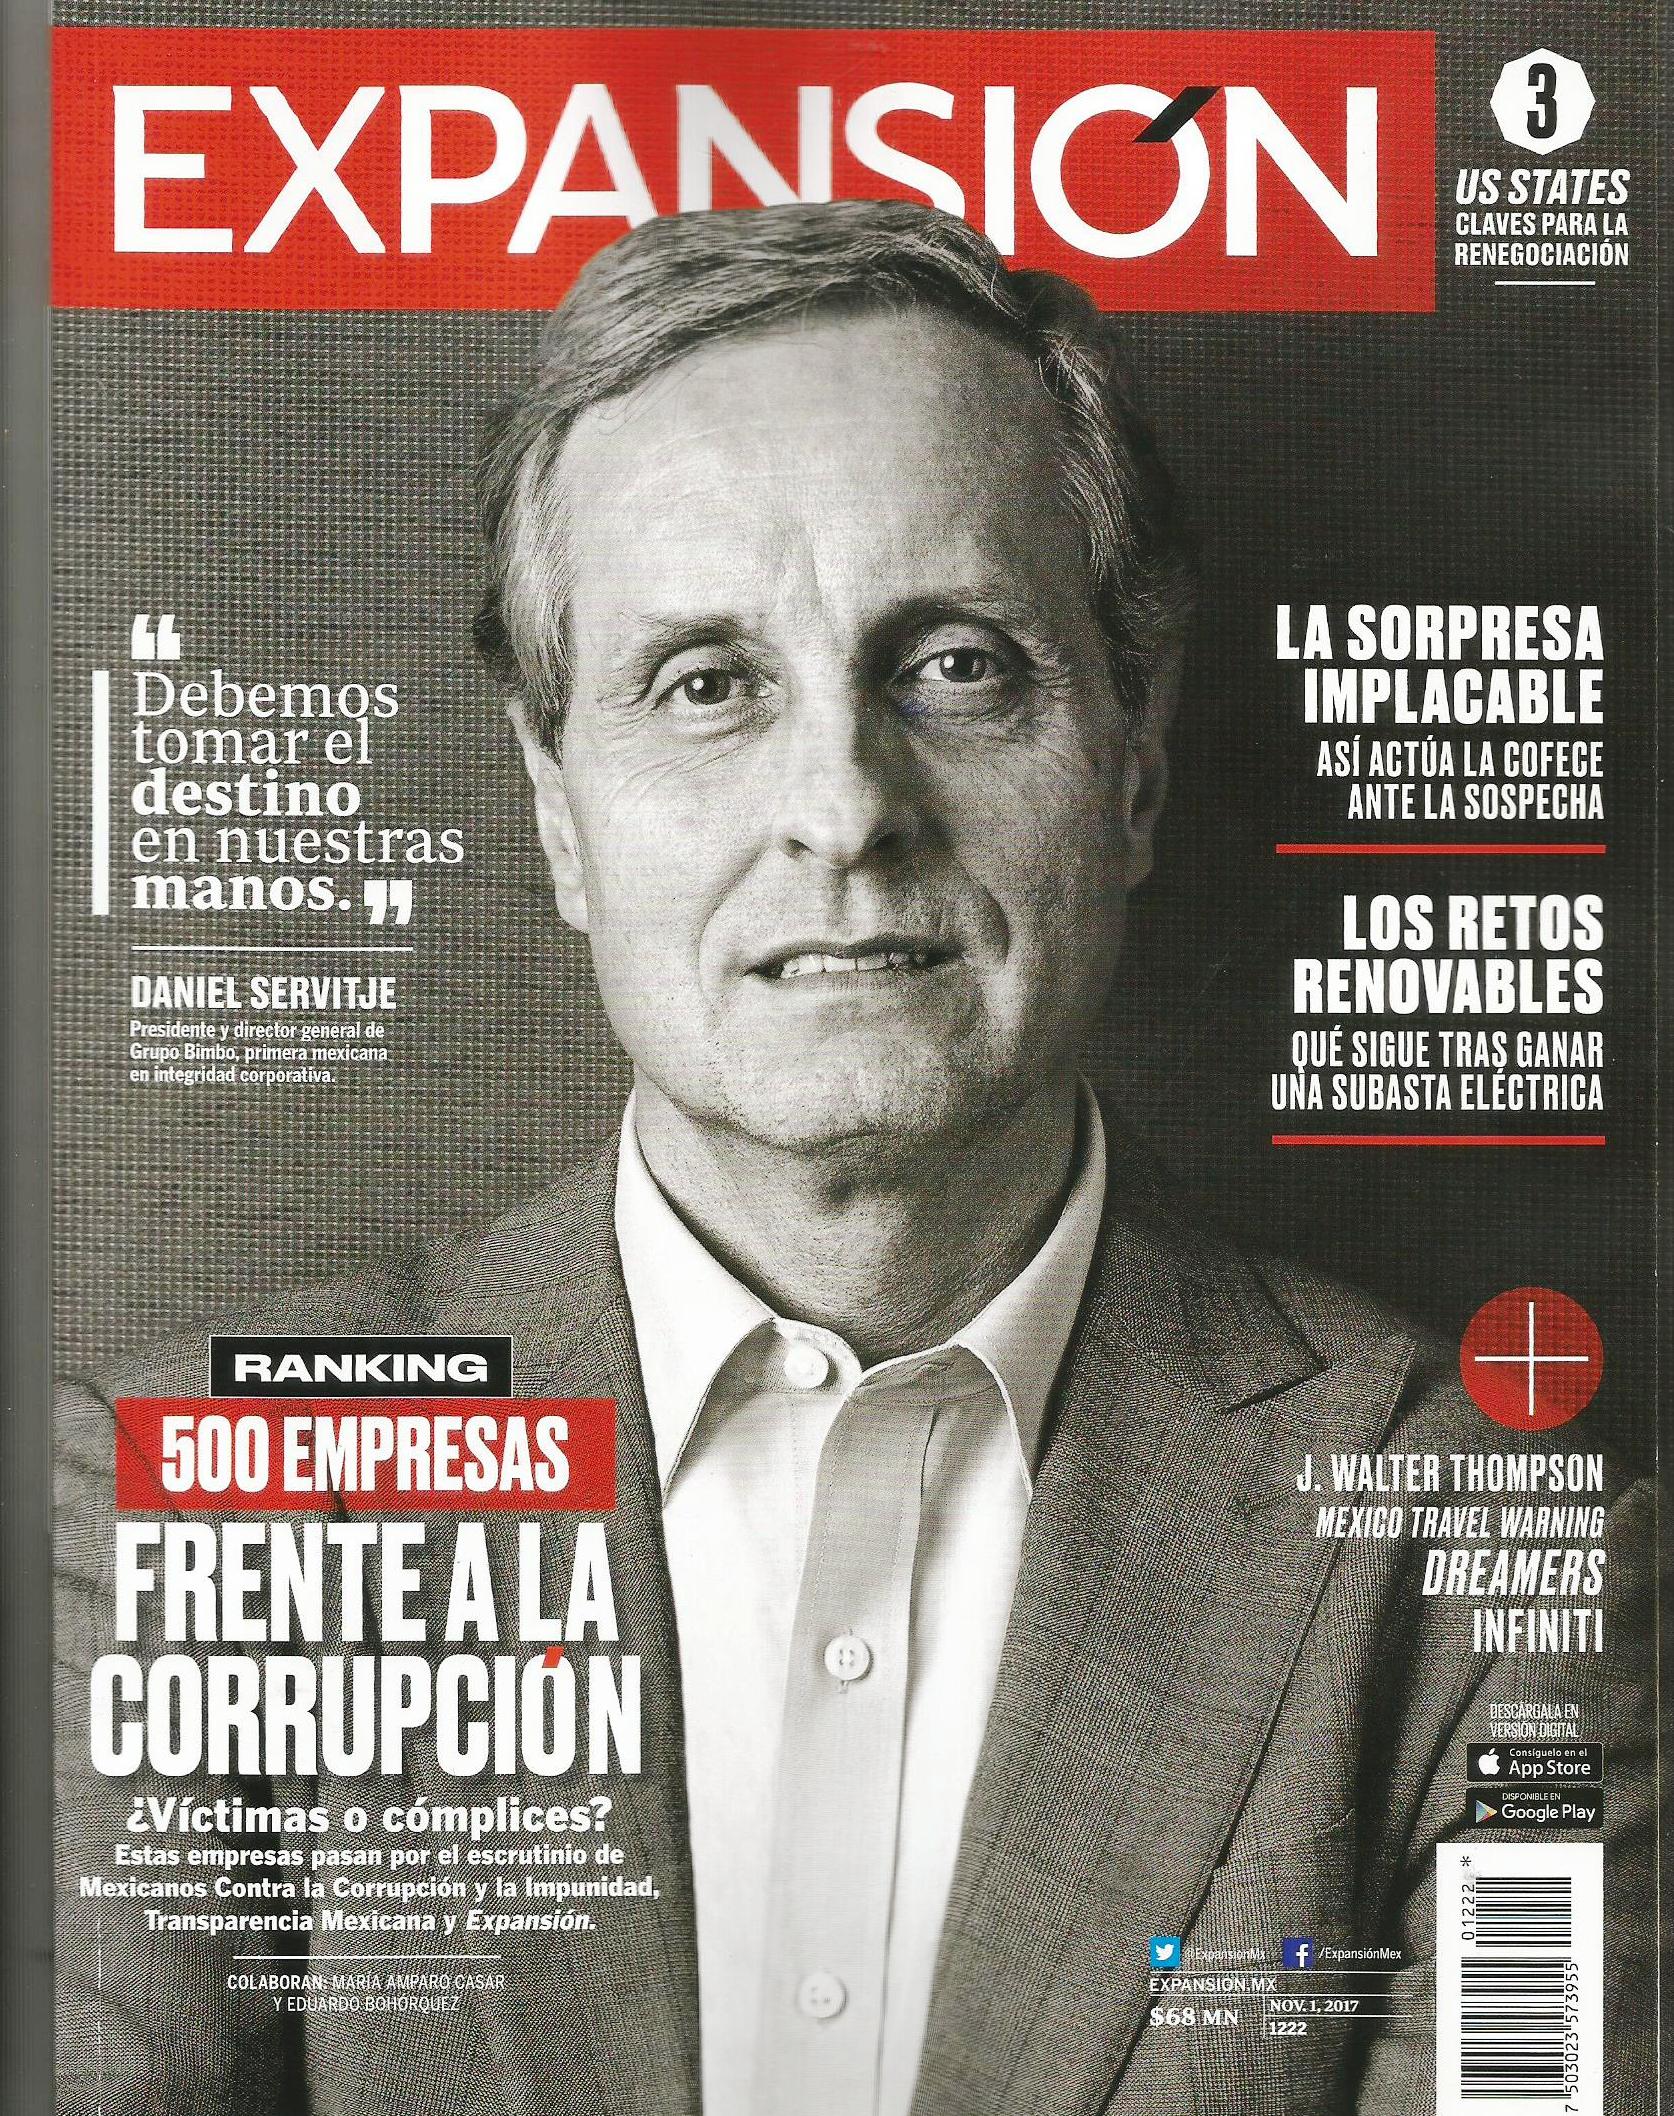 EXPANSIÓN
3
US STATES
CLAVES PARA LA
RENEGOCIACIÓN
“
Debemos
tomar el
destino
en nuestras
manos.”
DANIEL SERVITJE
Presidente y director general de
Grupo Bimbo, primera mexicana
en integridad corporativa.
LA SORPRESA
IMPLACABLE
ASÍ ACTÚA LA COFECE
ANTE LA SOSPECHA
LOS RETOS
RENOVABLES
QUÉ SIGUE TRAS GANAR
UNA SUBASTA ELÉCTRICA
RANKING
500 EMPRESAS
FRENTE A LA
CORRUPCIÓN
¿Víctimas o cómplices?
Estas empresas pasan por el escrutinio de
Mexicanos Contra la Corrupción y la Impunidad,
Transparencia Mexicana y Expansión.
COLABORAN: MARÍA AMPARO CASAR
Y EDUARDO BOHÓRQUEZ
J. WALTER THOMPSON
MEXICO TRAVEL WARNING
DREAMERS
INFINITI
DESCÁRGALA EN
VERSIÓN DIGITAL
Consíguelo en el
App Store
DISPONIBLE EN
Google Play
@ExpansionMx /ExpansiónMex
EXPANSION.MX
$68 MN
NOV. 1, 2017
1222
01222
7 503023 573955